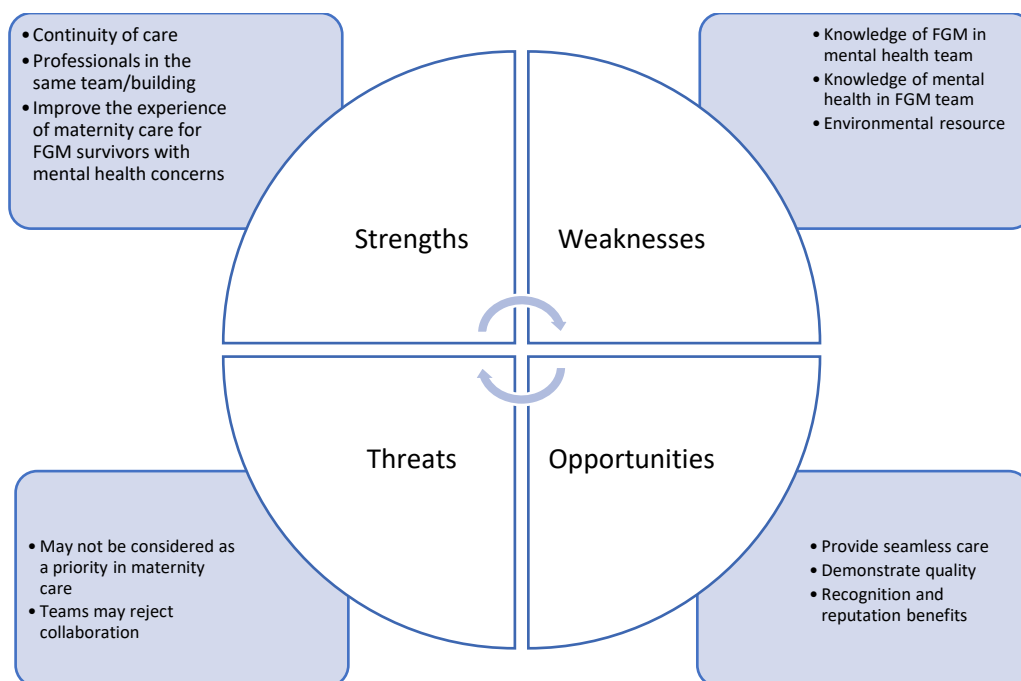 • Continuity of care
• Professionals in the
same team/building
• Improve the experience
of maternity care for
FGM survivors with
mental health concerns
• Knowledge of FGM in
mental health team
• Knowledge of mental
health in FGM team
• Environmental resource
Strengths
Weaknesses
Threats
Opportunities
• May not be considered as
a priority in maternity
care
• Teams may reject
collaboration
• Provide seamless care
• Demonstrate quality
• Recognition and
reputation benefits